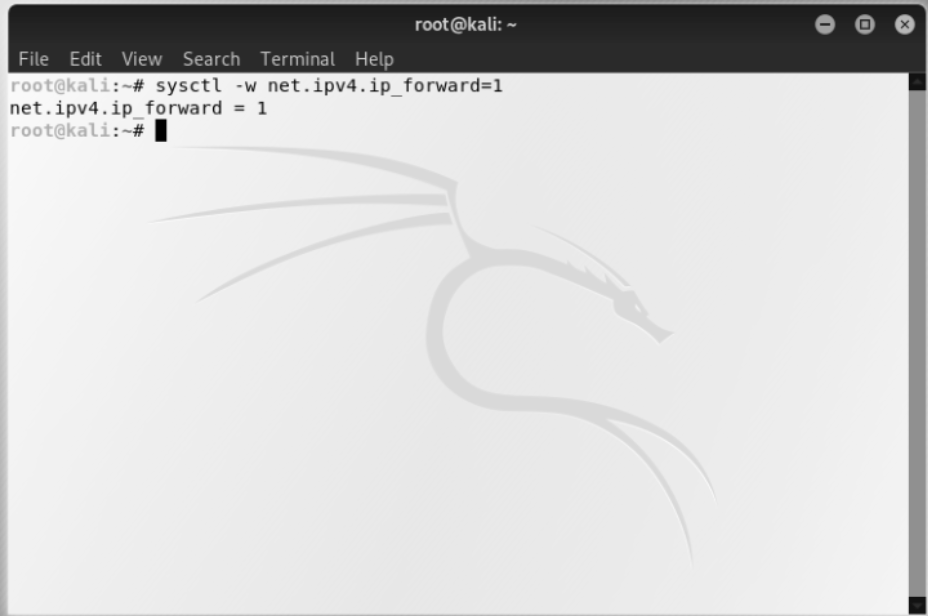 root@kali: ~
File Edit View Search Terminal Help
root@kali:~# sysctl -w net.ipv4.ip_forward=1
net.ipv4.ip_forward = 1
root@kali:~#